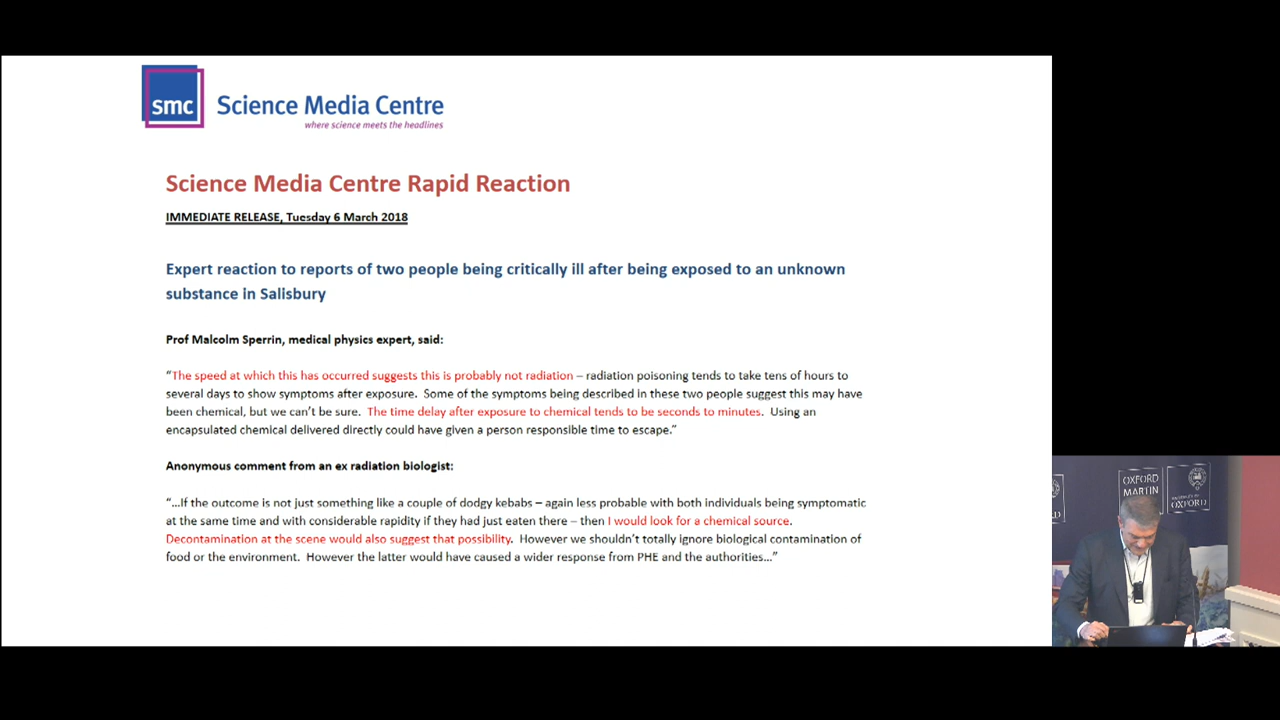 smc
Science Media Centre
where science meets the headlines
Science Media Centre Rapid Reaction
IMMEDIATE RELEASE, Tuesday 6 March 2018
Expert reaction to reports of two people being critically ill after being exposed to an unknown
substance in Salisbury
Prof Malcolm Sperrin, medical physics expert, said:
“The speed at which this has occurred suggests this is probably not radiation – radiation poisoning tends to take tens of hours to
several days to show symptoms after exposure. Some of the symptoms being described in these two people suggest this may have
been chemical, but we can’t be sure. The time delay after exposure to chemical tends to be seconds to minutes. Using an
encapsulated chemical delivered directly could have given a person responsible time to escape.”
Anonymous comment from an ex radiation biologist:
“…If the outcome is not just something like a couple of dodgy kebabs – again less probable with both individuals being symptomatic
at the same time and with considerable rapidity if they had just eaten there – then I would look for a chemical source.
Decontamination at the scene would also suggest that possibility. However we shouldn’t totally ignore biological contamination of
food or the environment. However the latter would have caused a wider response from PHE and the authorities…”
OXFORD
MARTIN
OXFORD